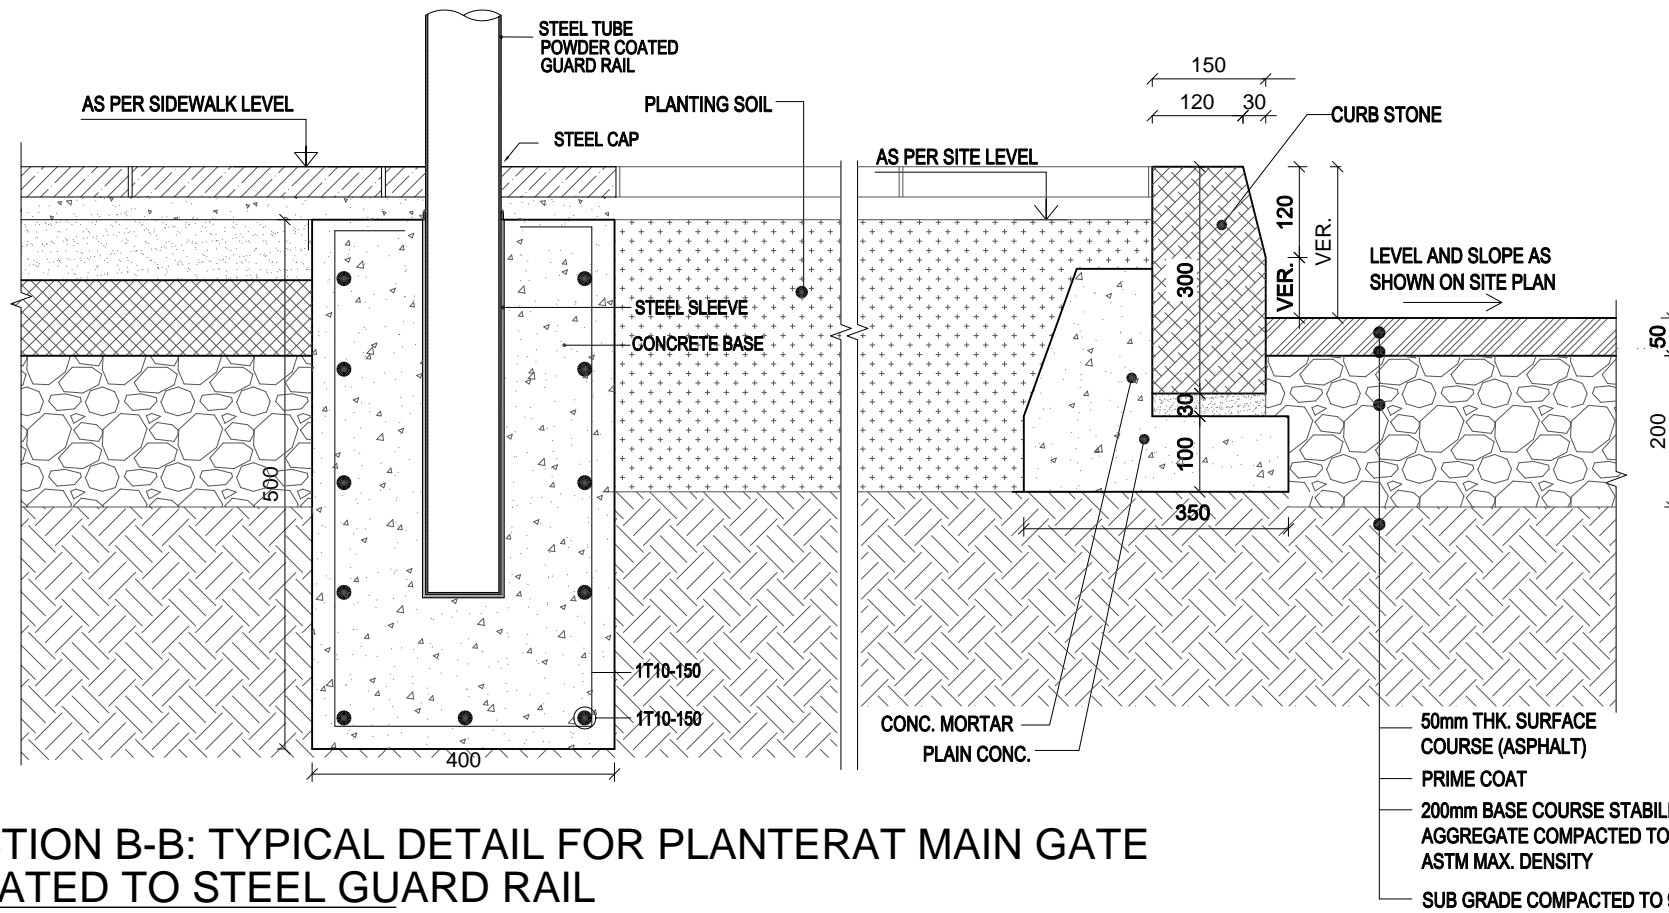 STEEL TUBE
POWDER COATED
GUARD RAIL
AS PER SIDEWALK LEVEL
PLANTING SOIL
STEEL CAP
AS PER SITE LEVEL
150
120 30
CURB STONE
120
VER.
VER.
300
LEVEL AND SLOPE AS
SHOWN ON SITE PLAN
STEEL SLEEVE
CONCRETE BASE
50
30
100
200
500
350
1T10-150
1T10-150
400
CONC. MORTAR
PLAIN CONC.
50mm THK. SURFACE
COURSE (ASPHALT)
PRIME COAT
200mm BASE COURSE STABILI
AGGREGATE COMPACTED TO
ASTM MAX. DENSITY
SUB GRADE COMPACTED TO
TION B-B: TYPICAL DETAIL FOR PLANTERAT MAIN GATE
ATED TO STEEL GUARD RAIL